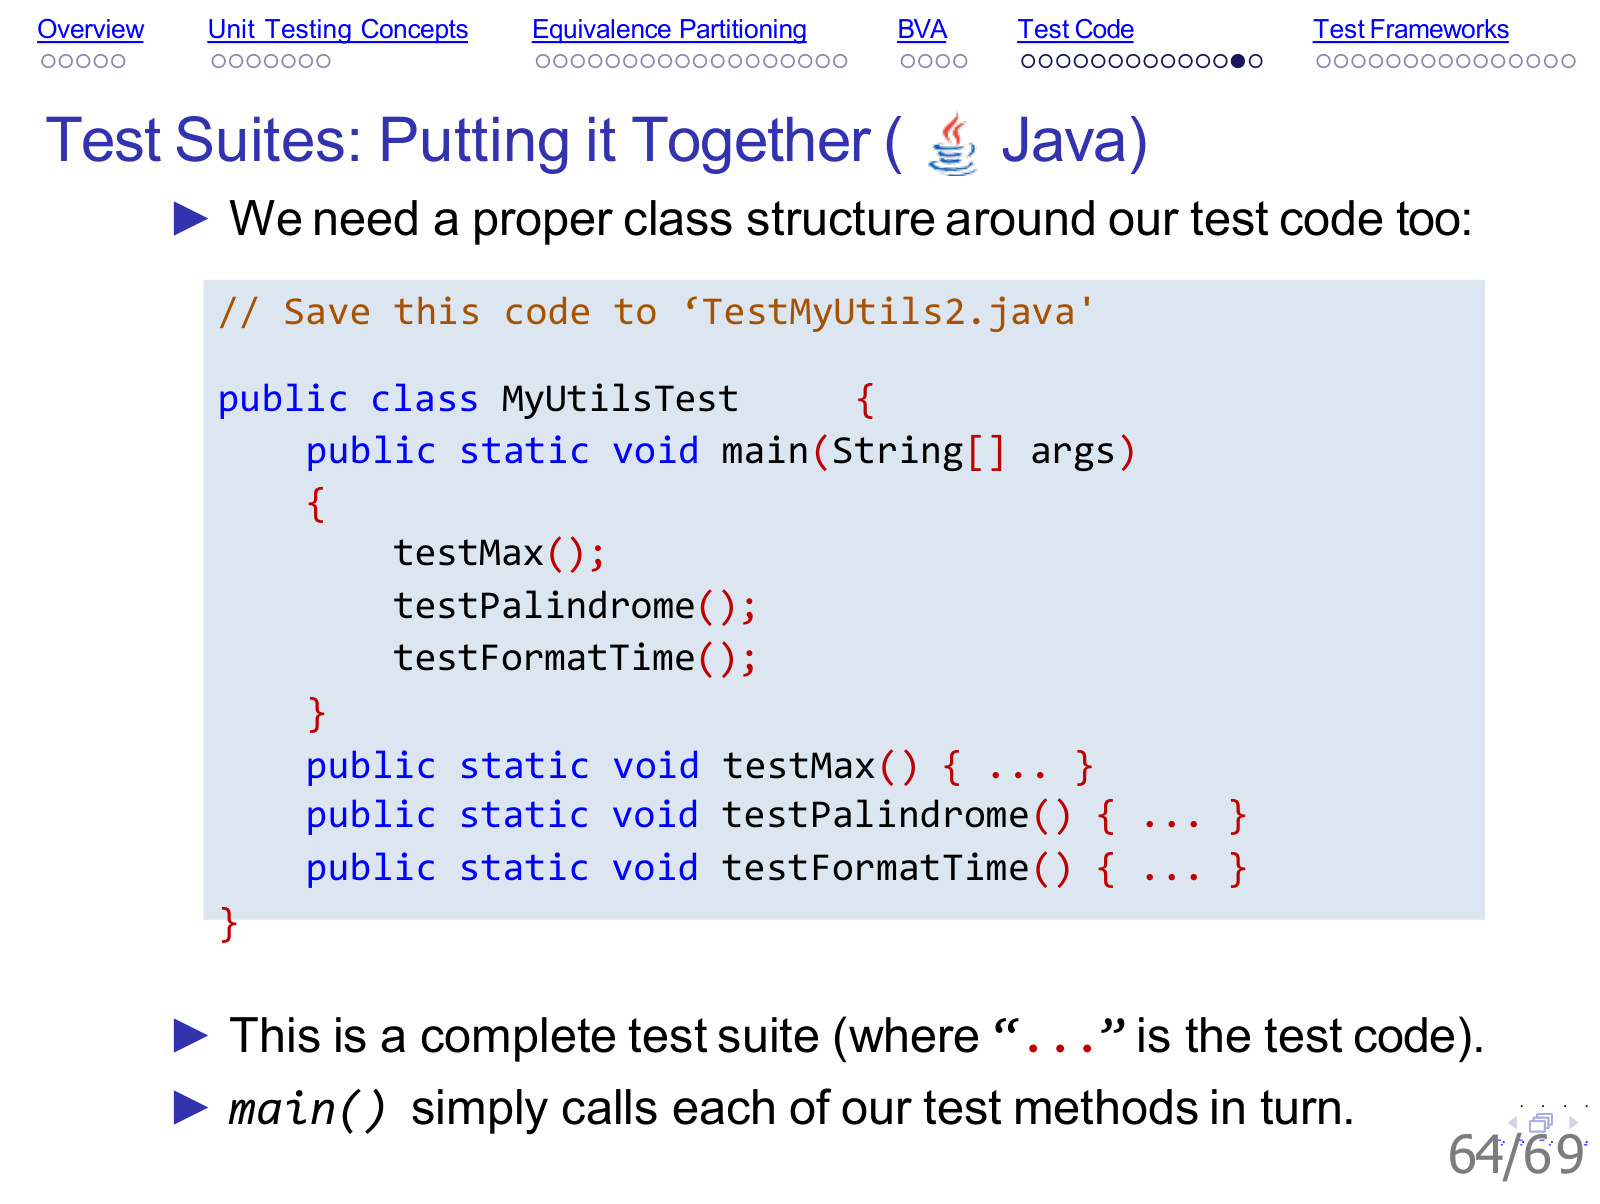 Overview Unit Testing Concepts Equivalence Partitioning BVA Test Code Test Frameworks
Test Suites: Putting it Together ( Java)
► We need a proper class structure around our test code too:
// Save this code to ‘TestMyUtils2.java'
public class MyUtilsTest {
    public static void main(String[] args)
    {
        testMax();
        testPalindrome();
        testFormatTime();
    }
    public static void testMax() { ... }
    public static void testPalindrome() { ... }
    public static void testFormatTime() { ... }
}
► This is a complete test suite (where “...” is the test code).
► main() simply calls each of our test methods in turn.
64/69